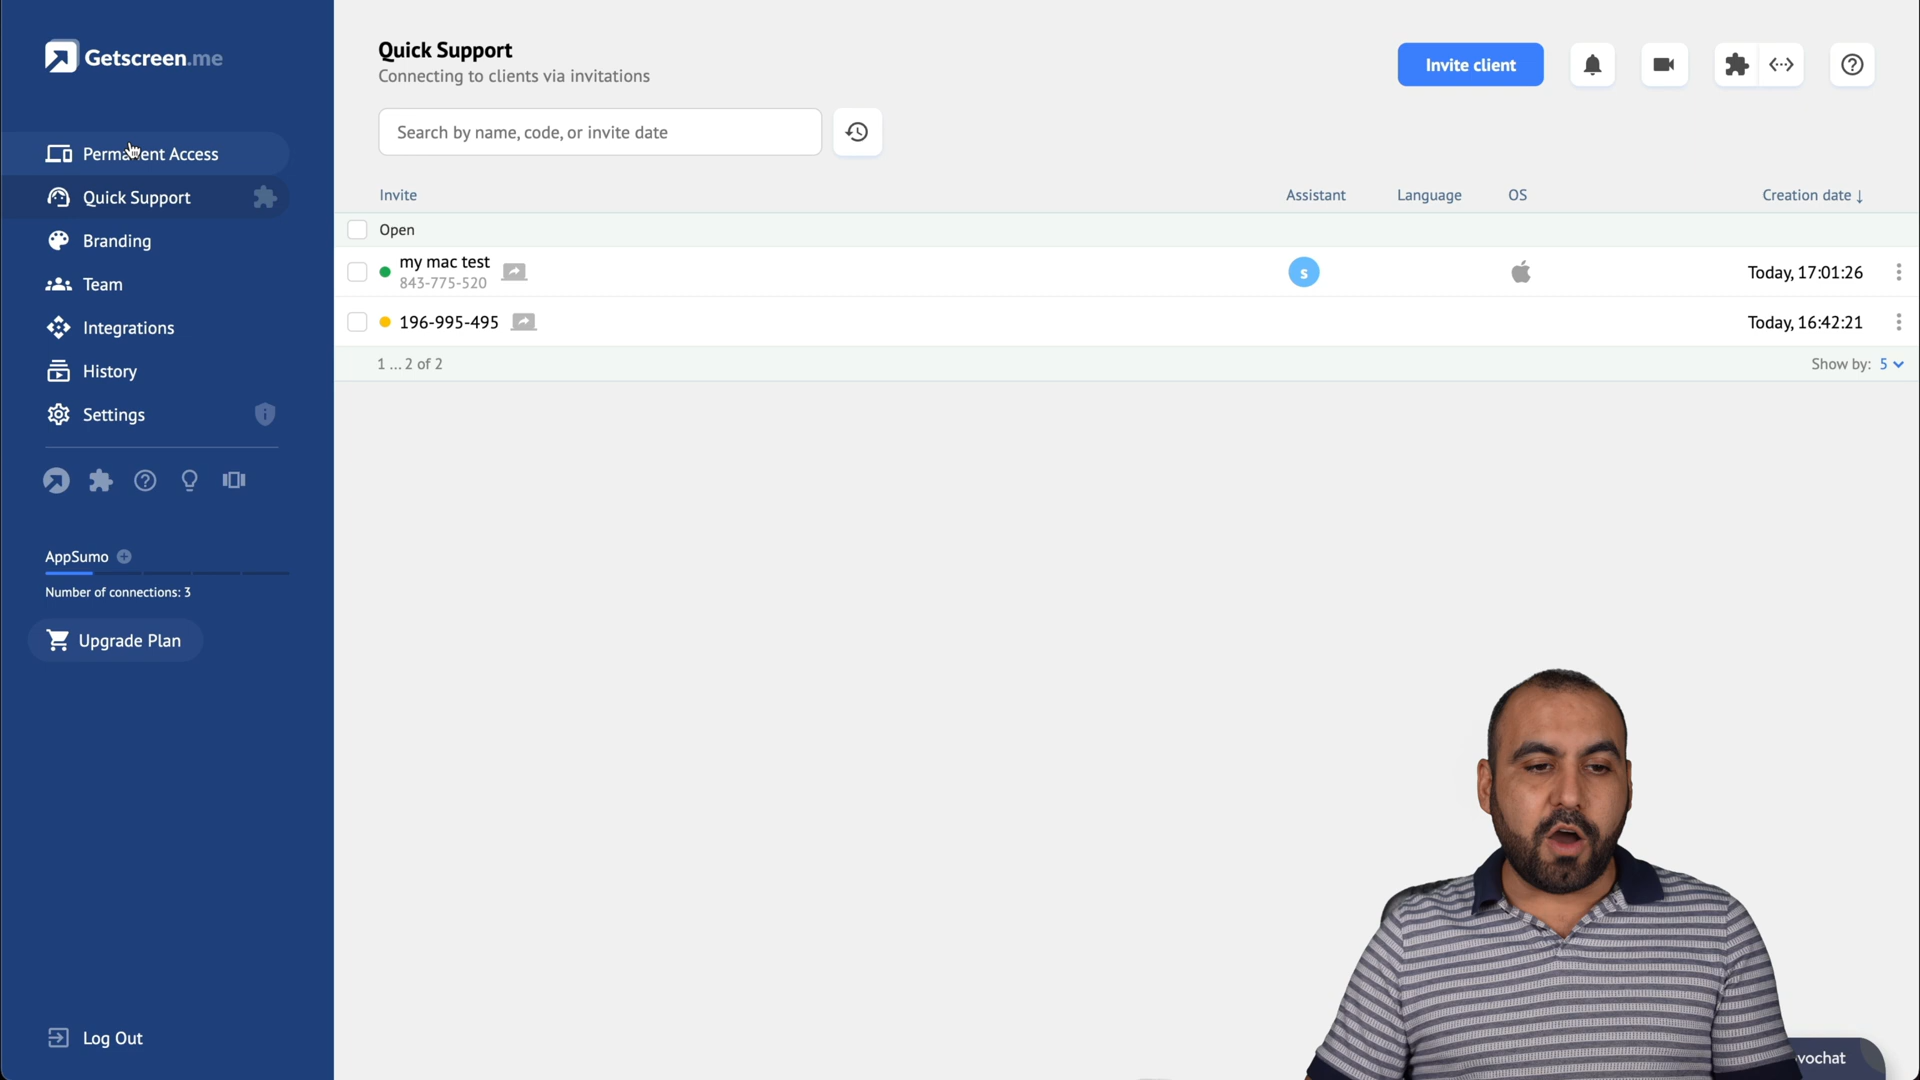 Getscreen.me
Permanent Access
Quick Support
Branding
Team
Integrations
History
Settings
AppSumo
Number of connections: 3
Upgrade Plan
Log Out
Quick Support
Connecting to clients via invitations
Invite client
Search by name, code, or invite date
Invite Assistant Language OS Creation date ↓
Open
my mac test
843-775-520
s
Today, 17:01:26
196-995-495 Today, 16:42:21
1 ... 2 of 2 Show by: 5